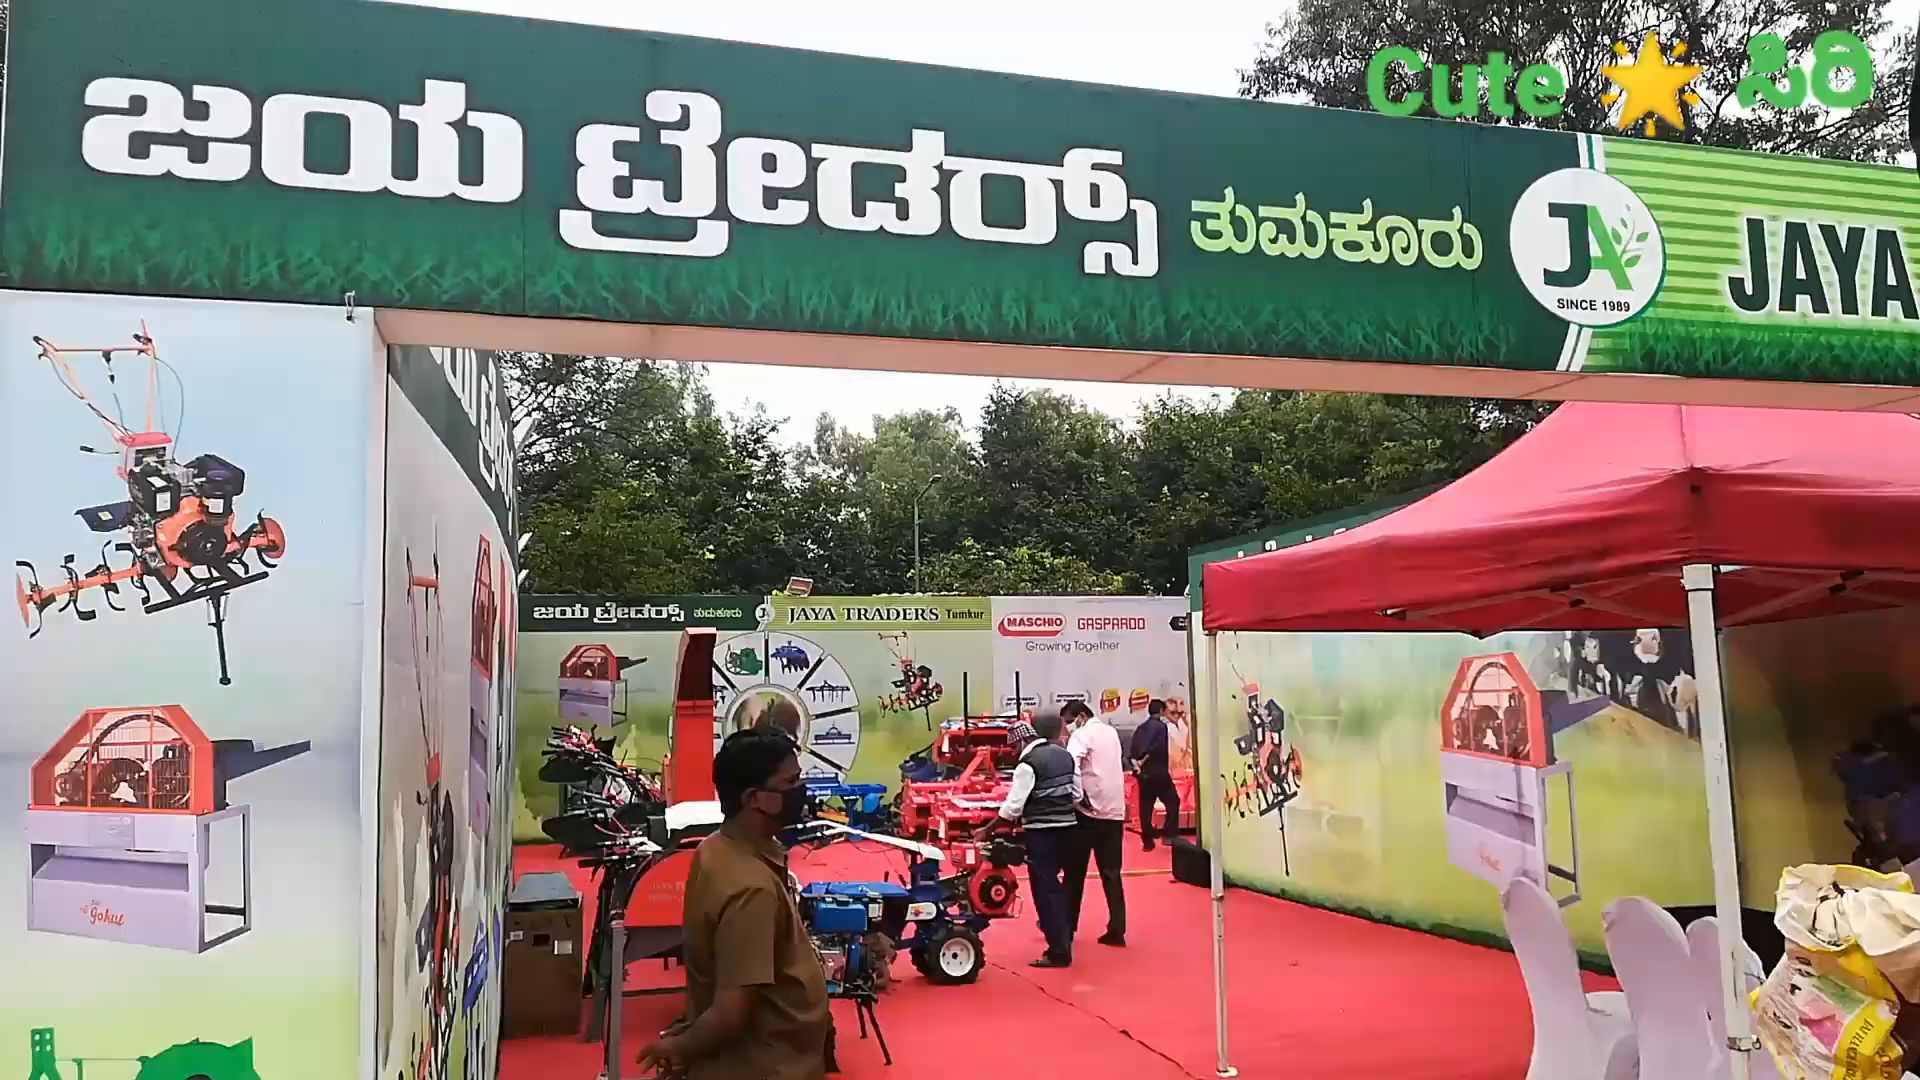 Cute 🌟 ಸಿರಿ
ಜಯ ಟ್ರೇಡರ್ಸ್ ತುಮಕೂರು
JA
SINCE 1989
JAYA
ಜಯ ಟ್ರೇಡರ್ಸ್ ತುಮಕೂರು
JAYA TRADERS Tumkur
MASCHIO GASPARDO
Growing Together
gokul
gokul